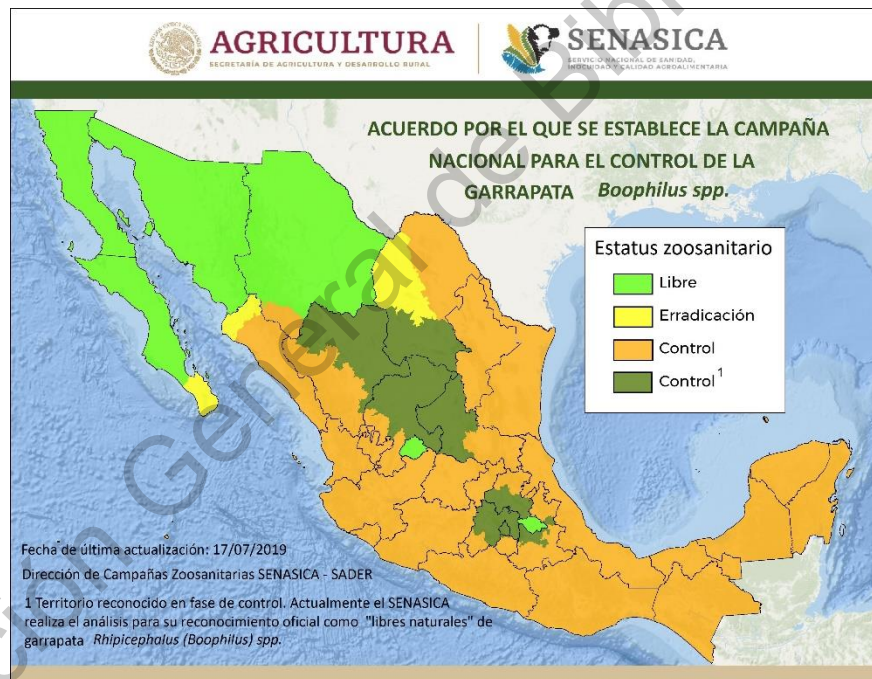 AGRICULTURA
SECRETARÍA DE AGRICULTURA Y DESARROLLO RURAL
SENASICA
SERVICIO NACIONAL DE SANIDAD,
INOCUIDAD Y CALIDAD AGROALIMENTARIA
ACUERDO POR EL QUE SE ESTABLECE LA CAMPAÑA
NACIONAL PARA EL CONTROL DE LA
GARRAPATA Boophilus spp.
Estatus zoosanitario
Libre
Erradicación
Control
Control 1
Fecha de última actualización: 17/07/2019
Dirección de Campañas Zoosanitarias SENASICA - SADER
1 Territorio reconocido en fase de control. Actualmente el SENASICA
realiza el análisis para su reconocimiento oficial como "libres naturales" de
garrapata Rhipicephalus (Boophilus) spp.
ción General de Bibl